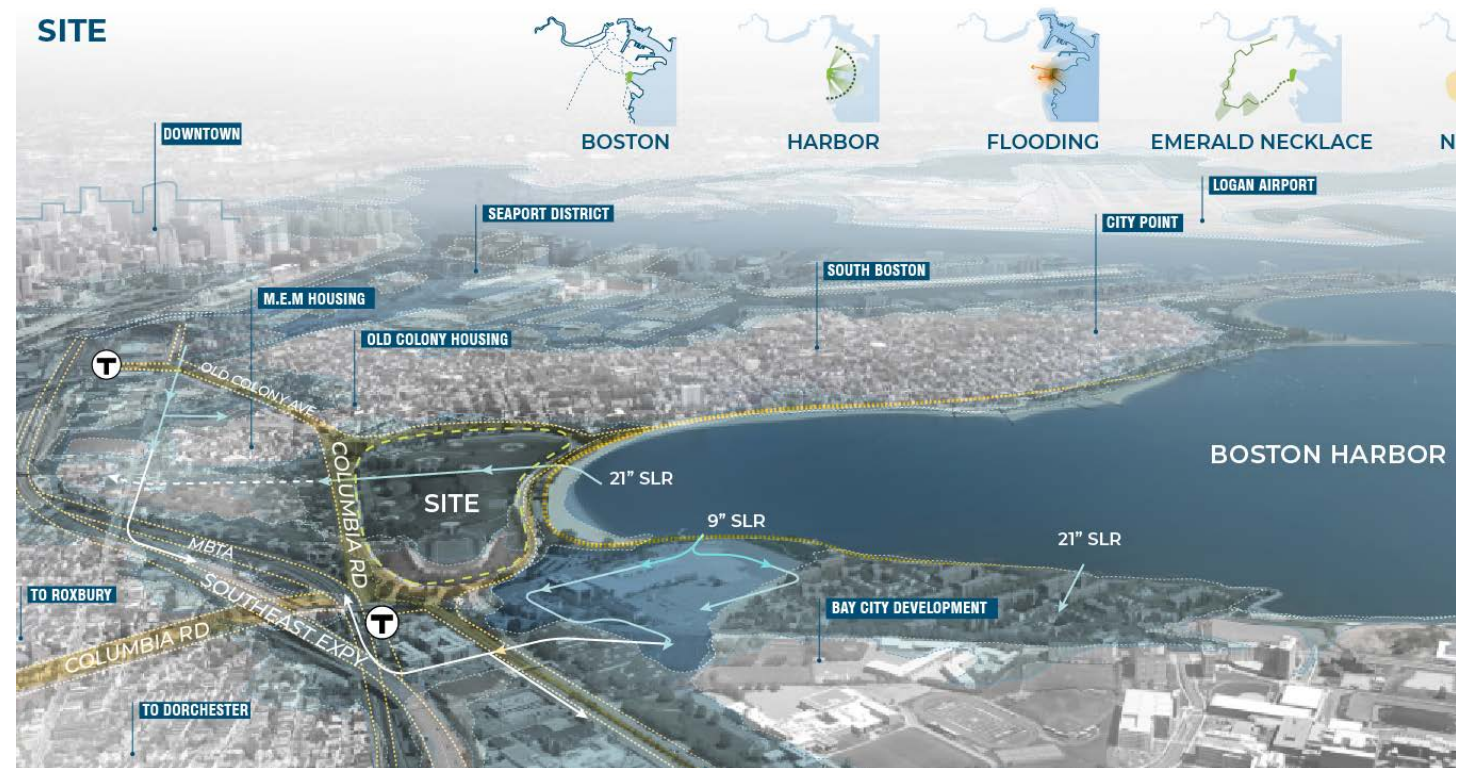 SITE
BOSTON
HARBOR
FLOODING
EMERALD NECKLACE
N
DOWNTOWN
LOGAN AIRPORT
SEAPORT DISTRICT
CITY POINT
SOUTH BOSTON
M.E.M HOUSING
OLD COLONY HOUSING
T
OLD COLONY AVE
COLUMBIA RD
BOSTON HARBOR
21” SLR
SITE
9” SLR
21” SLR
MBTA
SOUTHEAST EXPY
TO ROXBURY
BAY CITY DEVELOPMENT
T
COLUMBIA RD
TO DORCHESTER